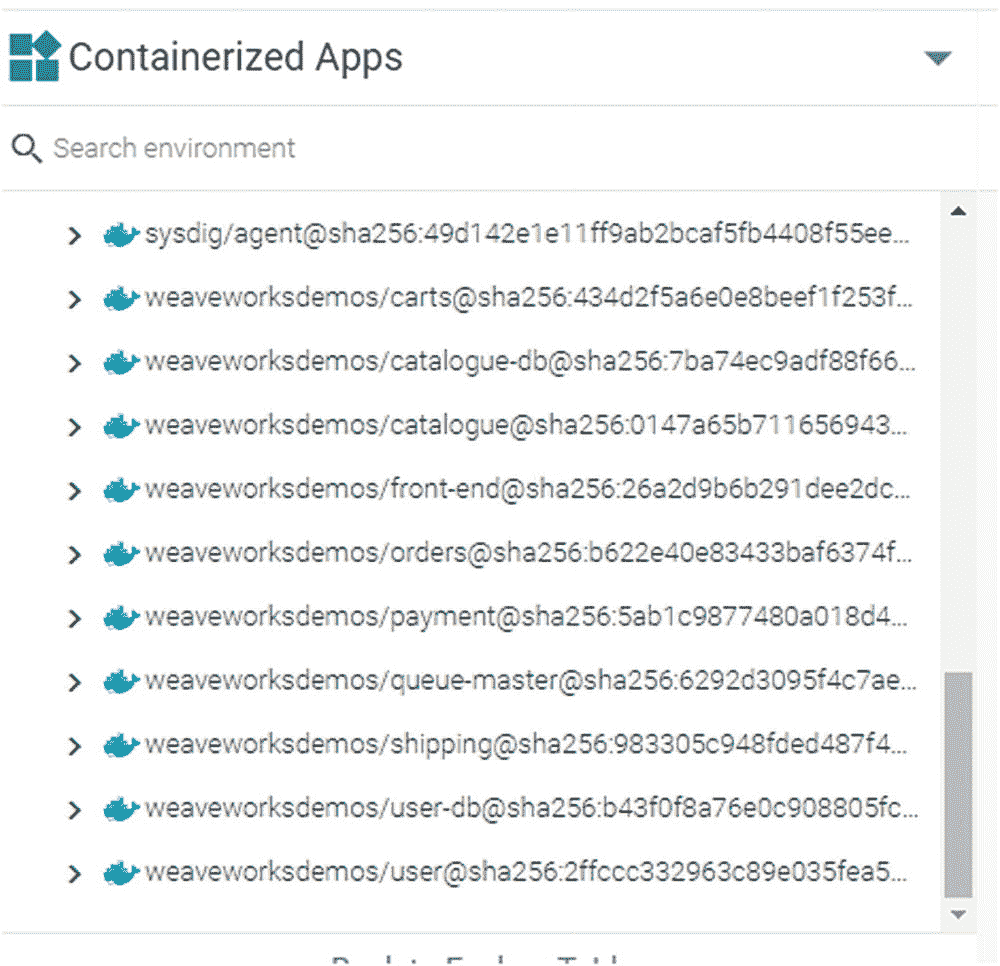 Containerized Apps
Search environment
sysdig/agent@sha256:49d142e1e11ff9ab2bcaf5fb4408f55ee...
weaveworksdemos/carts@sha256:434d2f5a6e0e8beef1f253f...
weaveworksdemos/catalogue-db@sha256:7ba74ec9adf88f66...
weaveworksdemos/catalogue@sha256:0147a65b711656943...
weaveworksdemos/front-end@sha256:26a2d9b6b291dee2dc...
weaveworksdemos/orders@sha256:b622e40e83433baf6374f...
weaveworksdemos/payment@sha256:5ab1c9877480a018d4...
weaveworksdemos/queue-master@sha256:6292d3095f4c7ae...
weaveworksdemos/shipping@sha256:983305c948fded487f4...
weaveworksdemos/user-db@sha256:b43f0f8a76e0c908805fc...
weaveworksdemos/user@sha256:2ffccc332963c89e035fea5...